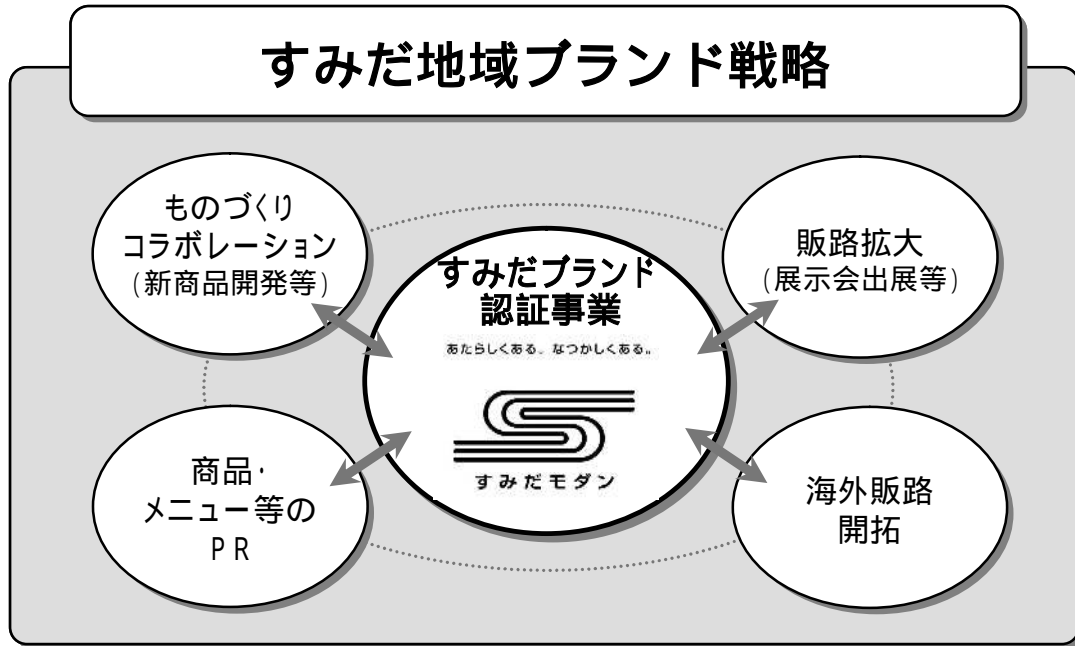 すみだ地域ブランド戦略
ものづくり
コラボレーション
(新商品開発等)
販路拡大
(展示会出展等)
すみだブランド
認証事業
あたらしくある。なつかしくある。
すみだモダン
商品・
メニュー等の
PR
海外販路
開拓